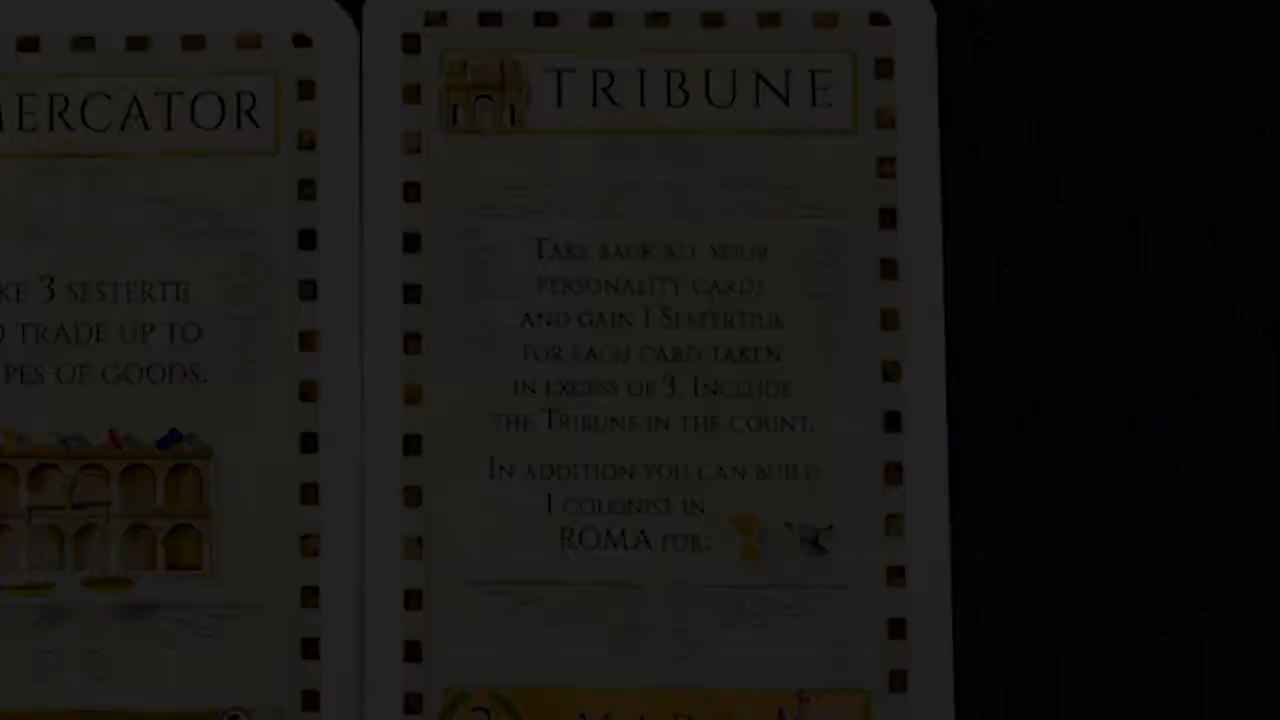 MERCATOR
KE 3 SESTERTII
TRADE UP TO
PES OF GOODS.
TRIBUNE
TAKE BACK ALL YOUR
PERSONALITY CARDS
AND GAIN 1 SESTERTIUS
FOR EACH CARD TAKEN
IN EXCESS OF 3. INCLUDE
THE TRIBUNE IN THE COUNT.
IN ADDITION YOU CAN BUILD
1 COLONIST IN
ROMA FOR: